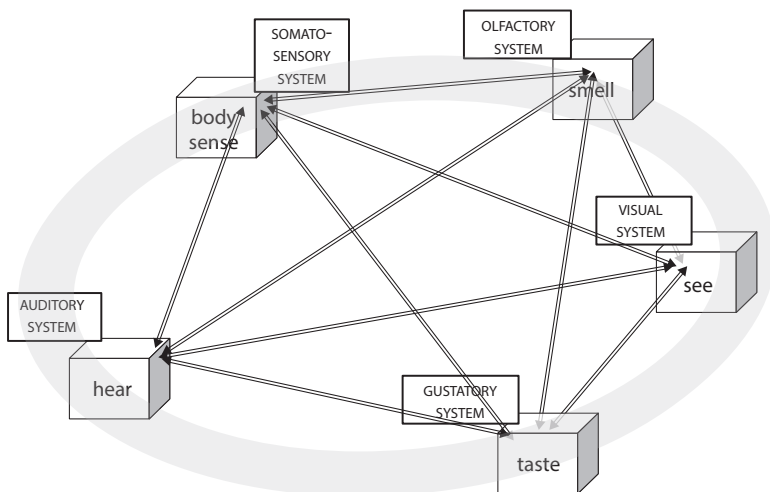 SOMATO-
SENSORY
SYSTEM
OLFACTORY
SYSTEM
body
sense
smell
VISUAL
SYSTEM
see
AUDITORY
SYSTEM
hear
GUSTATORY
SYSTEM
taste